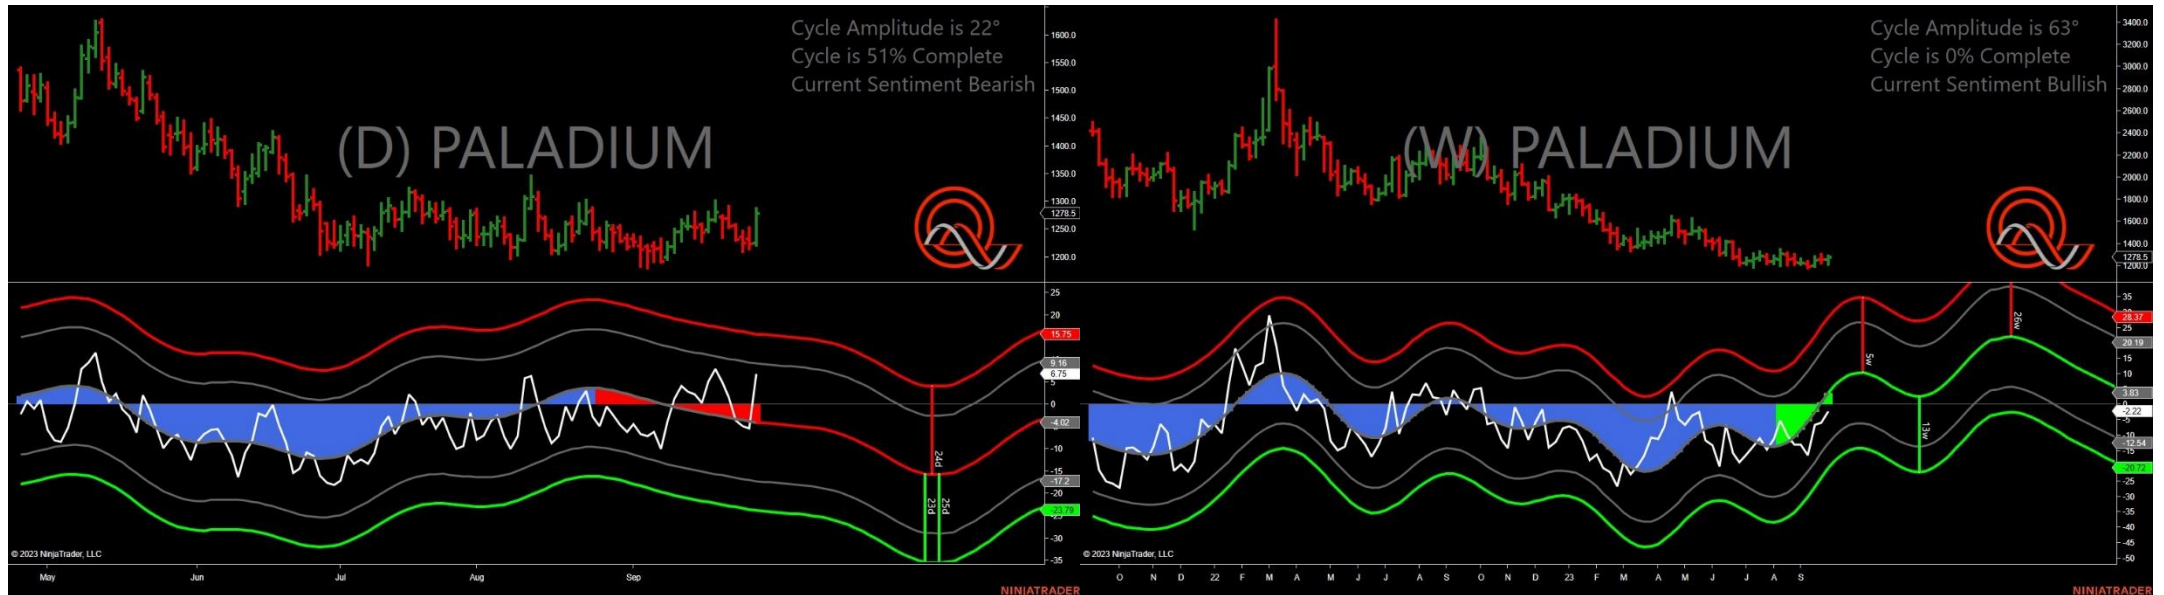 Cycle Amplitude is 22°
Cycle is 51% Complete
Current Sentiment Bearish
(D) PALADIUM
1600.0
1550.0
1500.0
1450.0
1400.0
1350.0
1300.0
1278.5
1250.0
1200.0
25
20
15.75
9.16
6.75
5
0
-4.02
-10
-15
-17.2
-20
-23.79
-30
-35
24d
23d
25d
© 2023 NinjaTrader, LLC
May Jun Jul Aug Sep
NINJATRADER
Cycle Amplitude is 63°
Cycle is 0% Complete
Current Sentiment Bullish
(W) PALADIUM
3400.0
3200.0
3000.0
2800.0
2600.0
2400.0
2200.0
2000.0
1800.0
1600.0
1400.0
1278.5
1200.0
35
28.37
25
20.19
15
10
3.83
0
-2.22
-12.54
-20.72
-25
-30
-35
-40
-45
-50
5w
26w
13w
© 2023 NinjaTrader, LLC
O N D 22 F M A M J J A S O N D 23 F M A M J J A S
NINJATRADER